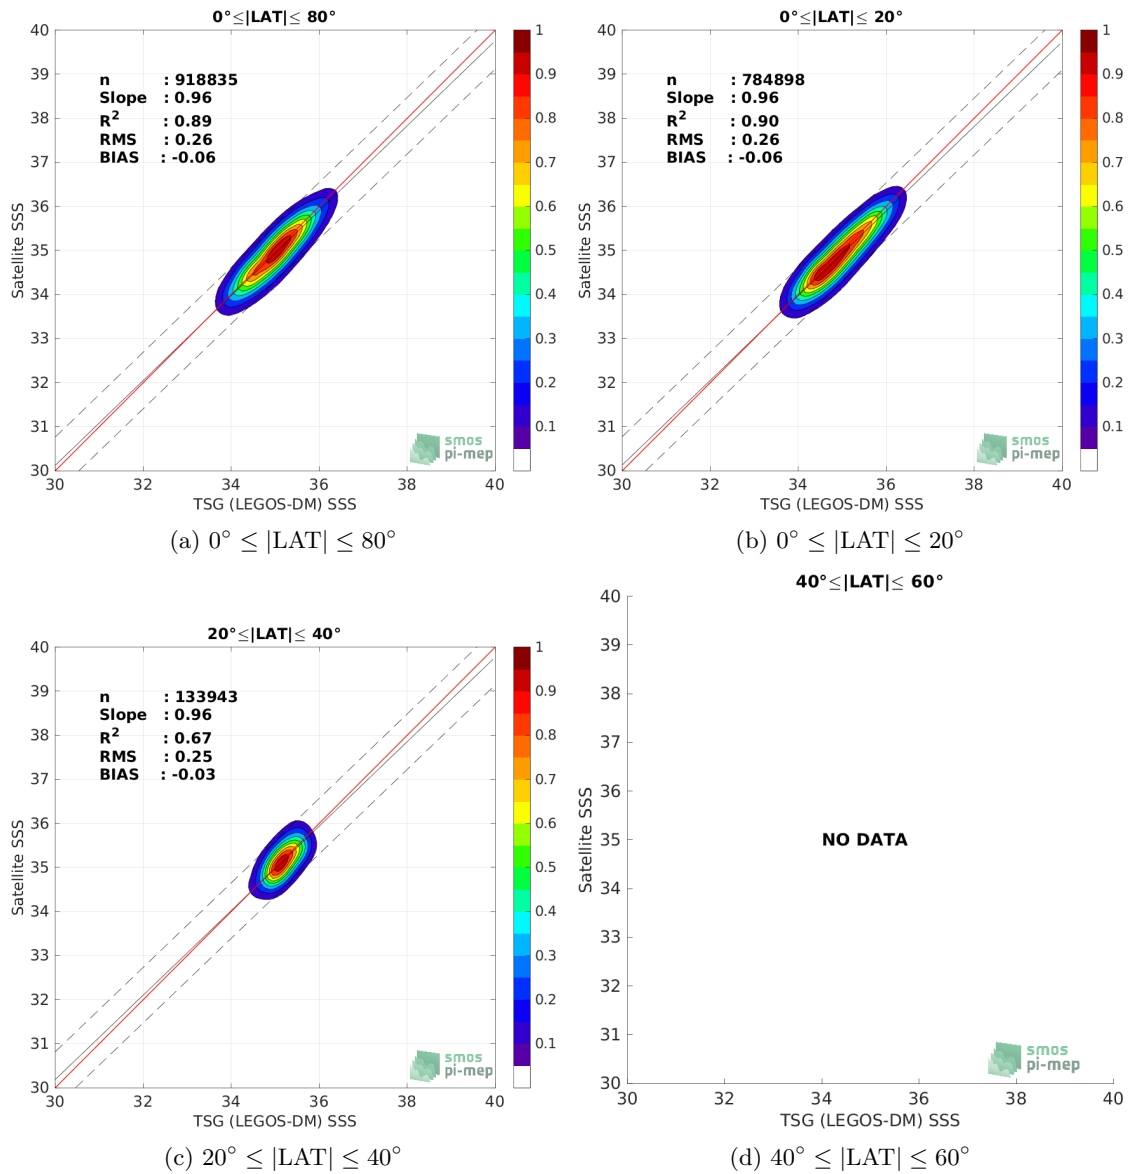 0°≤|LAT|≤ 80°
40
39
38
37
36
35
34
33
32
31
30
Satellite SSS
n : 918835
Slope : 0.96
R² : 0.89
RMS : 0.26
BIAS : -0.06
smos
pi-mep
30 32 34 36 38 40
TSG (LEGOS-DM) SSS
1
0.9
0.8
0.7
0.6
0.5
0.4
0.3
0.2
0.1
(a) 0° ≤ |LAT| ≤ 80°
0°≤|LAT|≤ 20°
40
39
38
37
36
35
34
33
32
31
30
Satellite SSS
n : 784898
Slope : 0.96
R² : 0.90
RMS : 0.26
BIAS : -0.06
smos
pi-mep
30 32 34 36 38 40
TSG (LEGOS-DM) SSS
1
0.9
0.8
0.7
0.6
0.5
0.4
0.3
0.2
0.1
(b) 0° ≤ |LAT| ≤ 20°
20°≤|LAT|≤ 40°
40
39
38
37
36
35
34
33
32
31
30
Satellite SSS
n : 133943
Slope : 0.96
R² : 0.67
RMS : 0.25
BIAS : -0.03
smos
pi-mep
30 32 34 36 38 40
TSG (LEGOS-DM) SSS
1
0.9
0.8
0.7
0.6
0.5
0.4
0.3
0.2
0.1
(c) 20° ≤ |LAT| ≤ 40°
40°≤|LAT|≤ 60°
40
39
38
37
36
35
34
33
32
31
30
Satellite SSS
NO DATA
smos
pi-mep
30 32 34 36 38 40
TSG (LEGOS-DM) SSS
(d) 40° ≤ |LAT| ≤ 60°